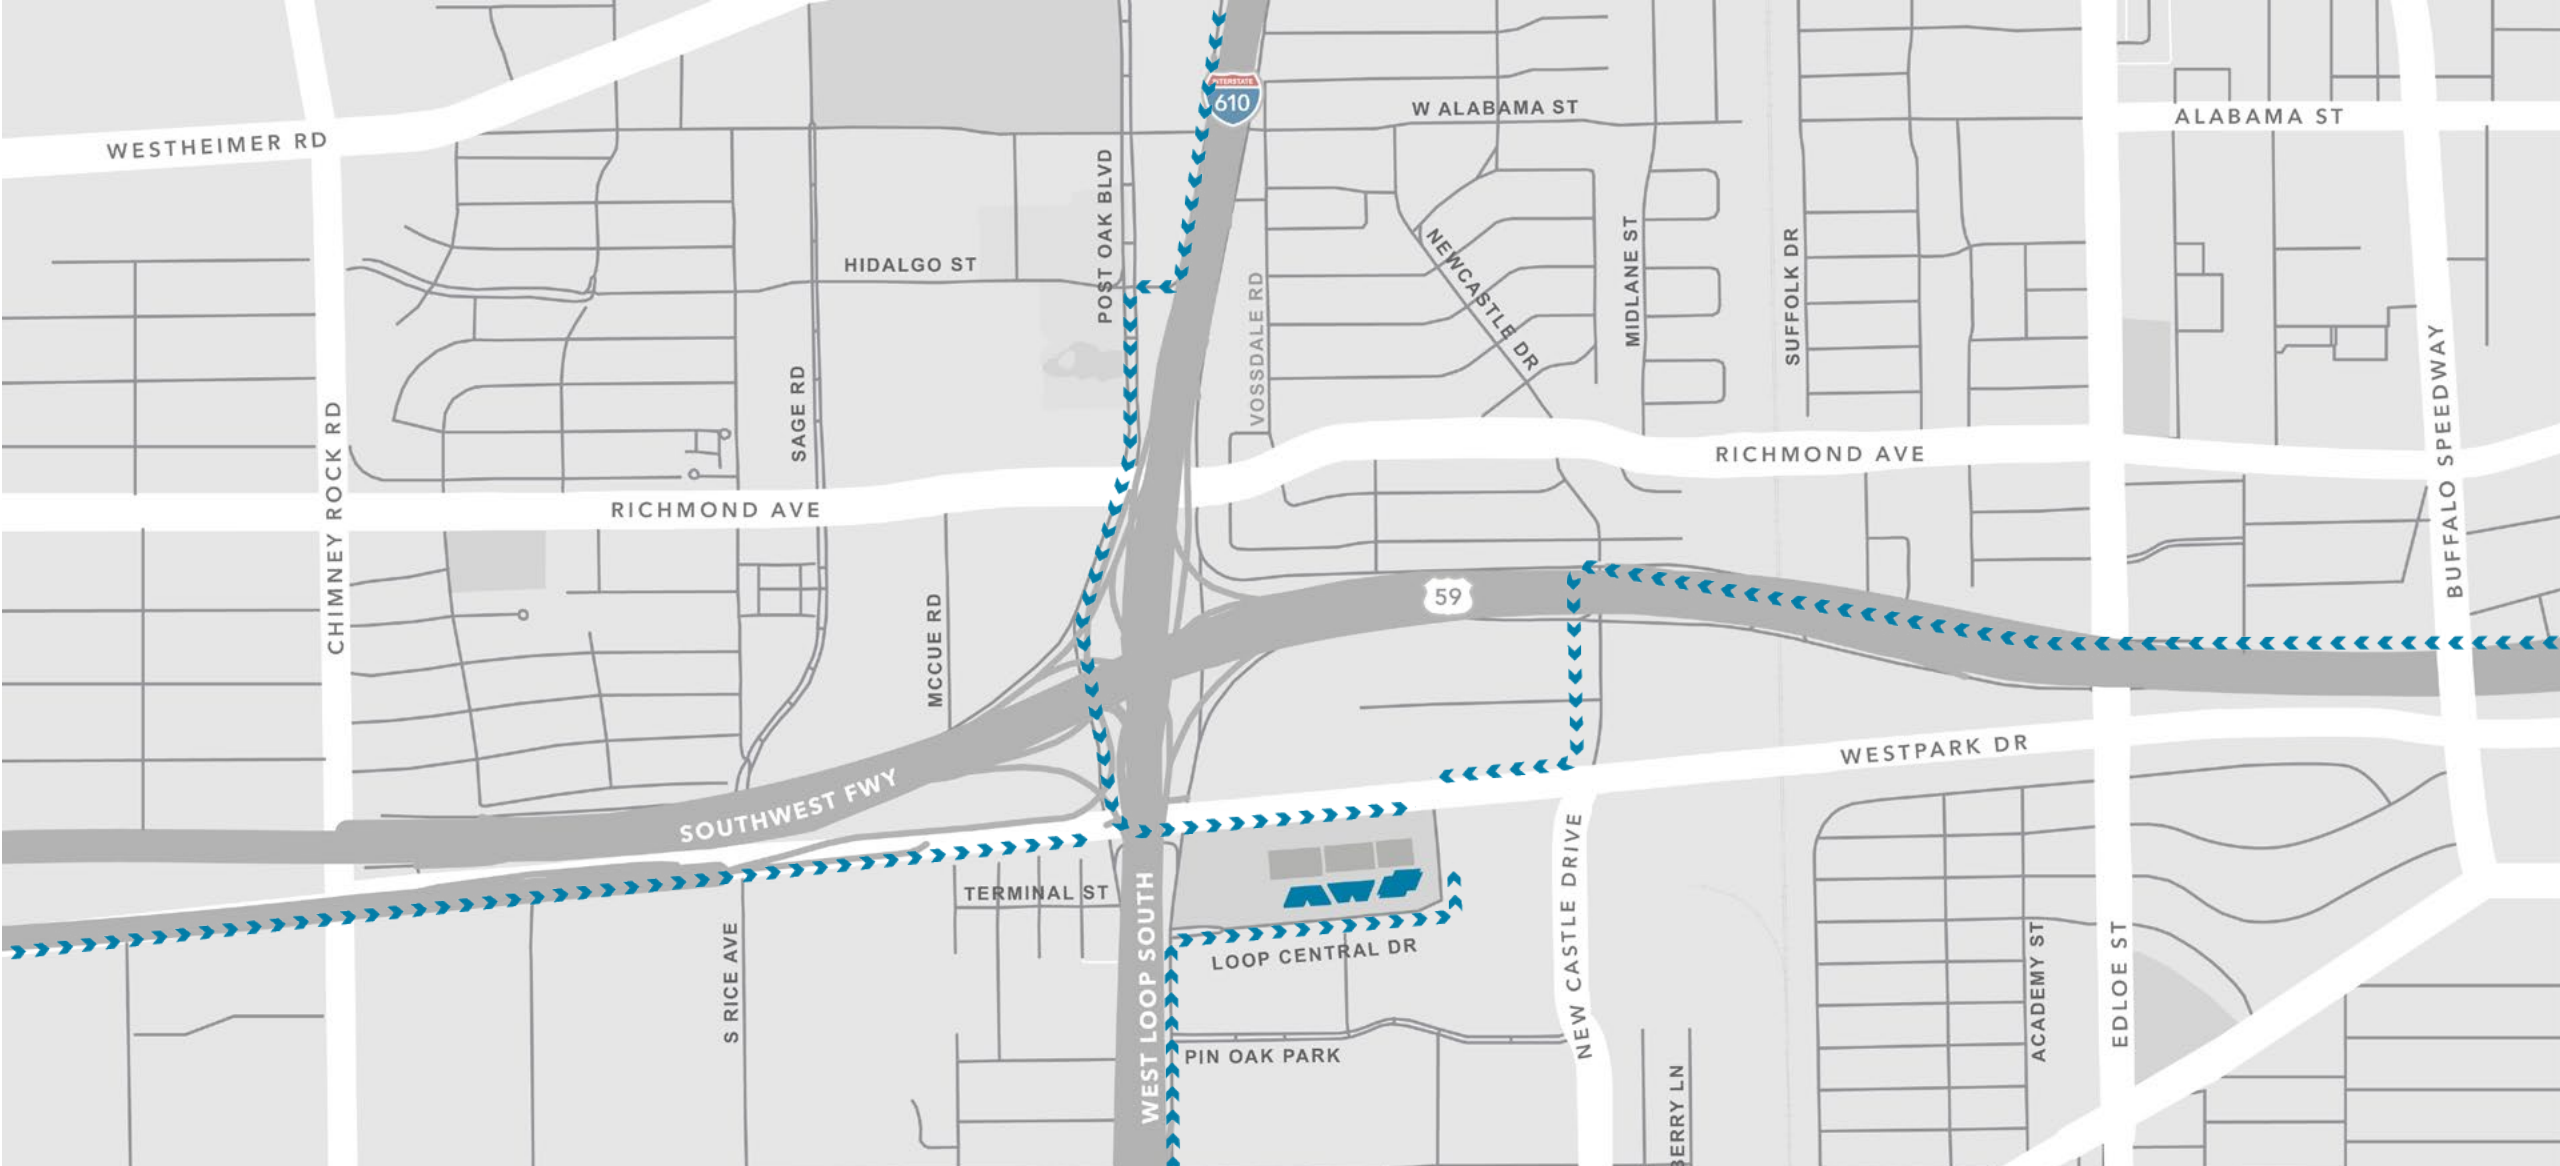 WESTHEIMER RD
INTERSTATE
610
W ALABAMA ST
ALABAMA ST
POST OAK BLVD
HIDALGO ST
NEWCASTLE DR
MIDLANE ST
SUFFOLK DR
VOSSDALE RD
SAGE RD
CHIMNEY ROCK RD
BUFFALO SPEEDWAY
RICHMOND AVE
RICHMOND AVE
59
MCCUE RD
WESTPARK DR
SOUTHWEST FWY
TERMINAL ST
WEST LOOP SOUTH
LOOP CENTRAL DR
NEW CASTLE DRIVE
S RICE AVE
ACADEMY ST
EDLOE ST
PIN OAK PARK
BERRY LN